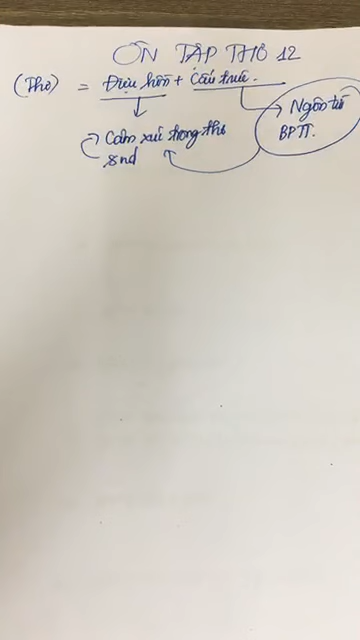 ÔN TẬP THƠ 12
(Thơ) = Điệu hồn + Cấu trúc.
Ngôn từ
BPTT.
Cảm xúc trong thơ
snd